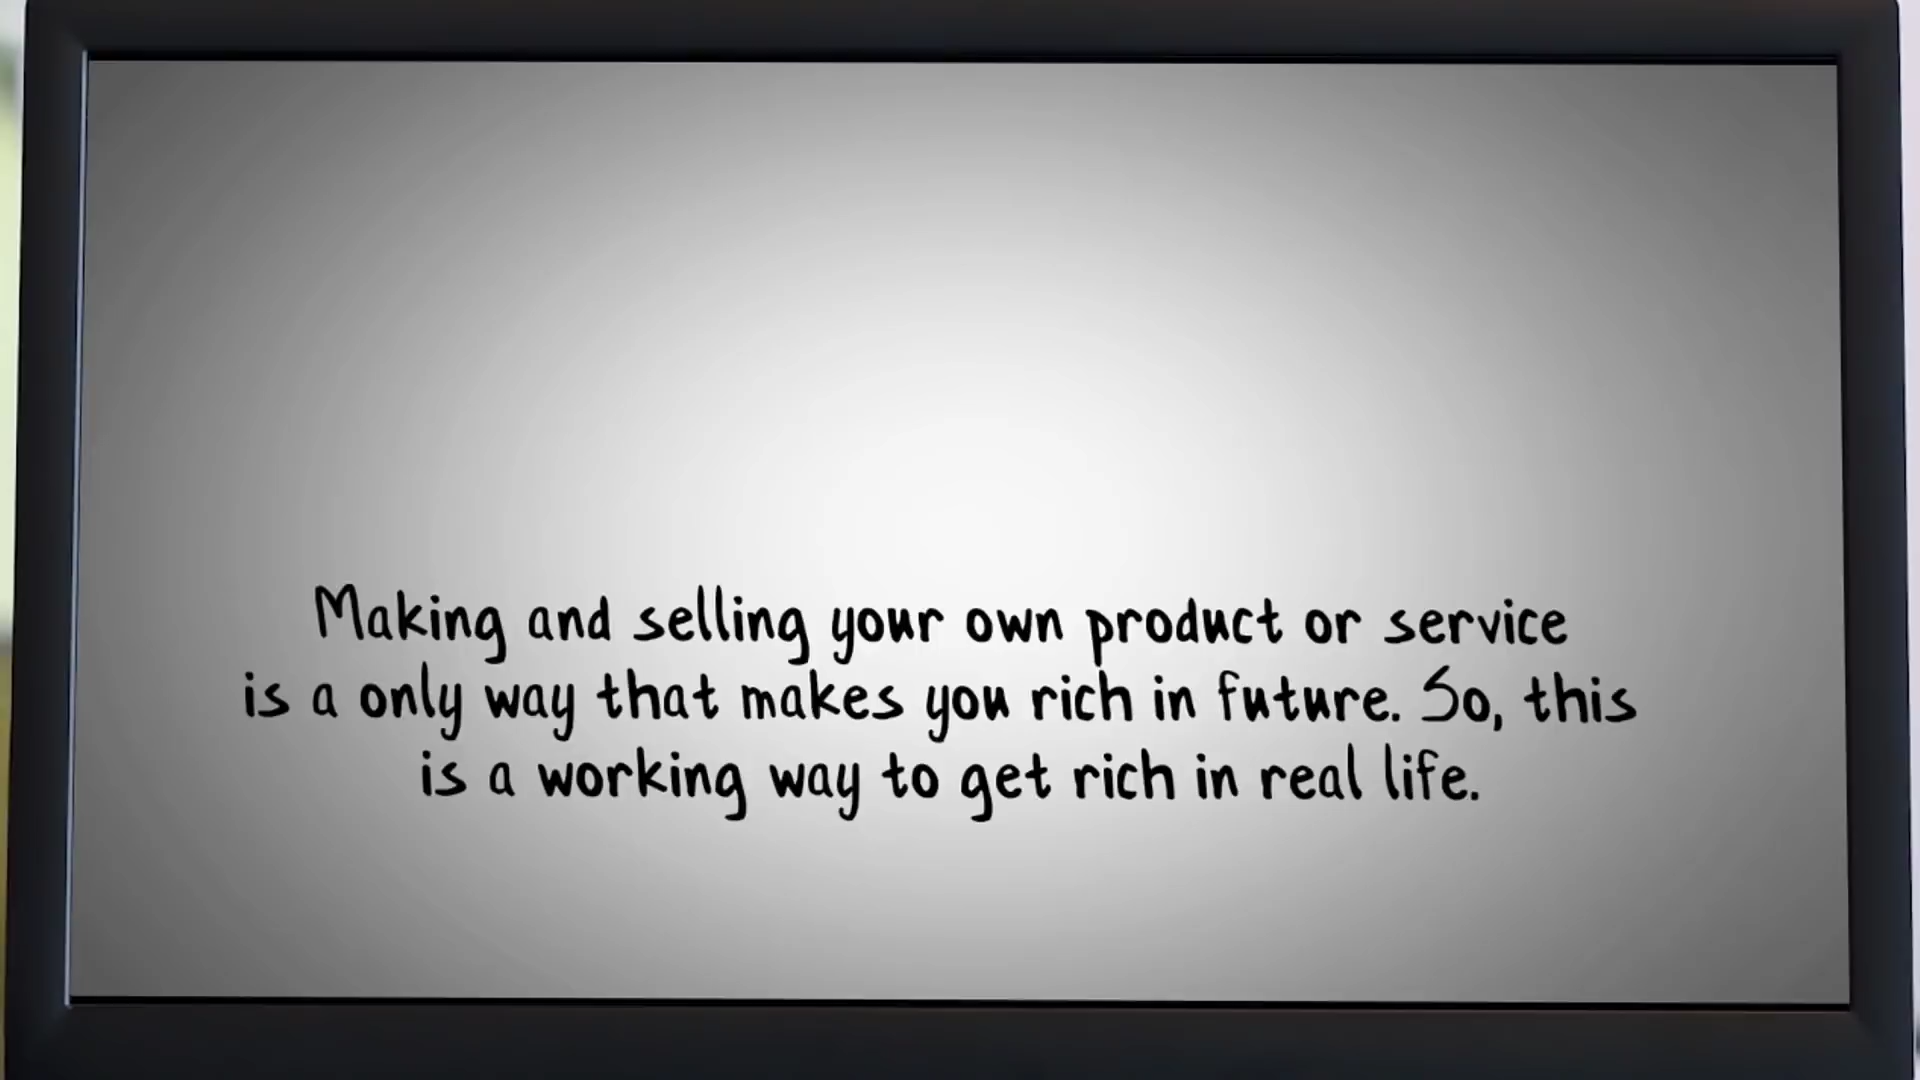 Making and selling your own product or service
is a only way that makes you rich in future. So, this
is a working way to get rich in real life.